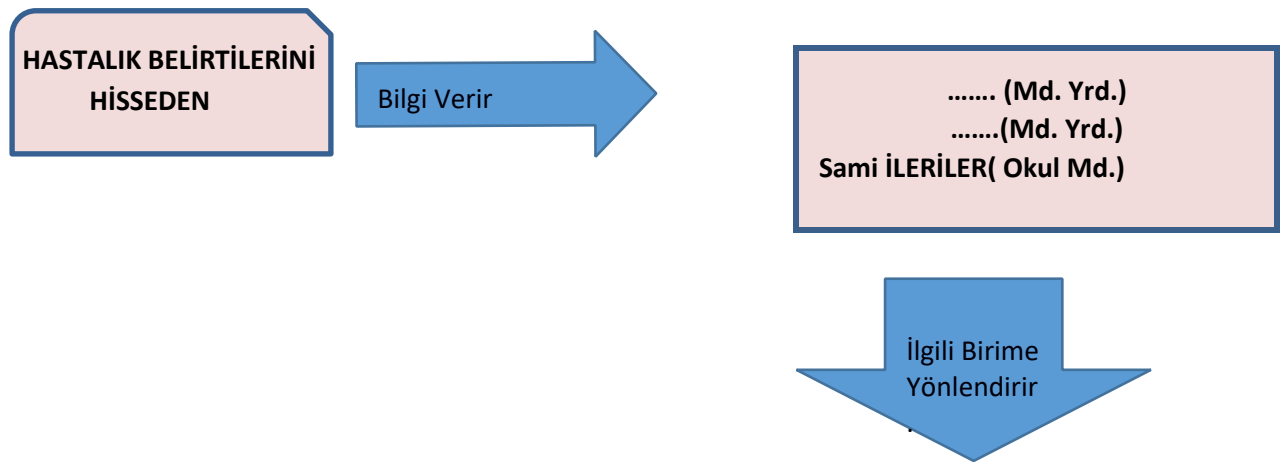 HASTALIK BELİRTİLERİNİ
HİSSEDEN
Bilgi Verir
……. (Md. Yrd.)
…….(Md. Yrd.)
Sami İLERİLER( Okul Md.)
İlgili Birime
Yönlendirir